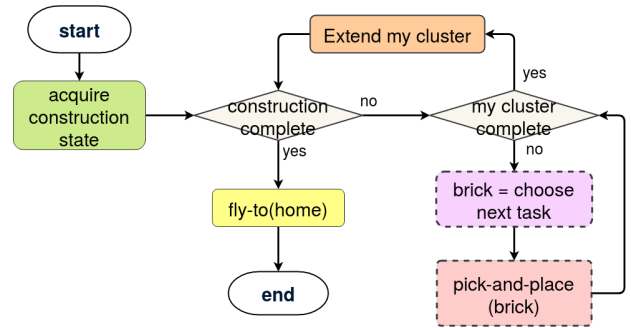 start
Extend my cluster
acquire
construction
state
construction
complete
no
my cluster
complete
yes
yes
no
fly-to(home)
brick = choose
next task
end
pick-and-place
(brick)